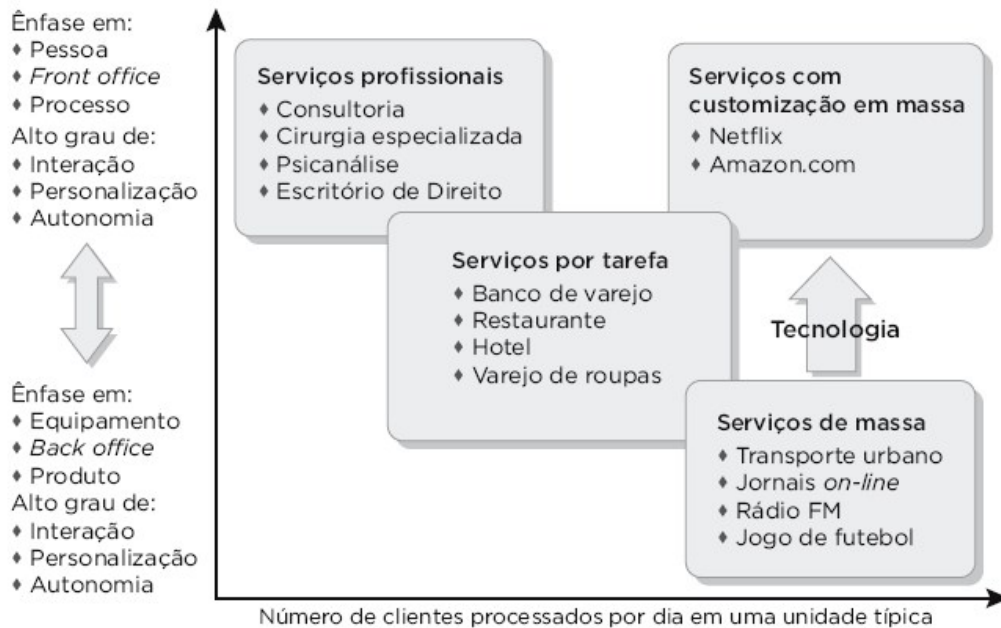 Ênfase em:
♦ Pessoa
♦ Front office
♦ Processo
Alto grau de:
♦ Interação
♦ Personalização
♦ Autonomia
Ênfase em:
♦ Equipamento
♦ Back office
♦ Produto
Alto grau de:
♦ Interação
♦ Personalização
♦ Autonomia
Serviços profissionais
♦ Consultoria
♦ Cirurgia especializada
♦ Psicanálise
♦ Escritório de Direito
Serviços com
customização em massa
♦ Netflix
♦ Amazon.com
Serviços por tarefa
♦ Banco de varejo
♦ Restaurante
♦ Hotel
♦ Varejo de roupas
Tecnologia
Serviços de massa
♦ Transporte urbano
♦ Jornais on-line
♦ Rádio FM
♦ Jogo de futebol
Número de clientes processados por dia em uma unidade típica